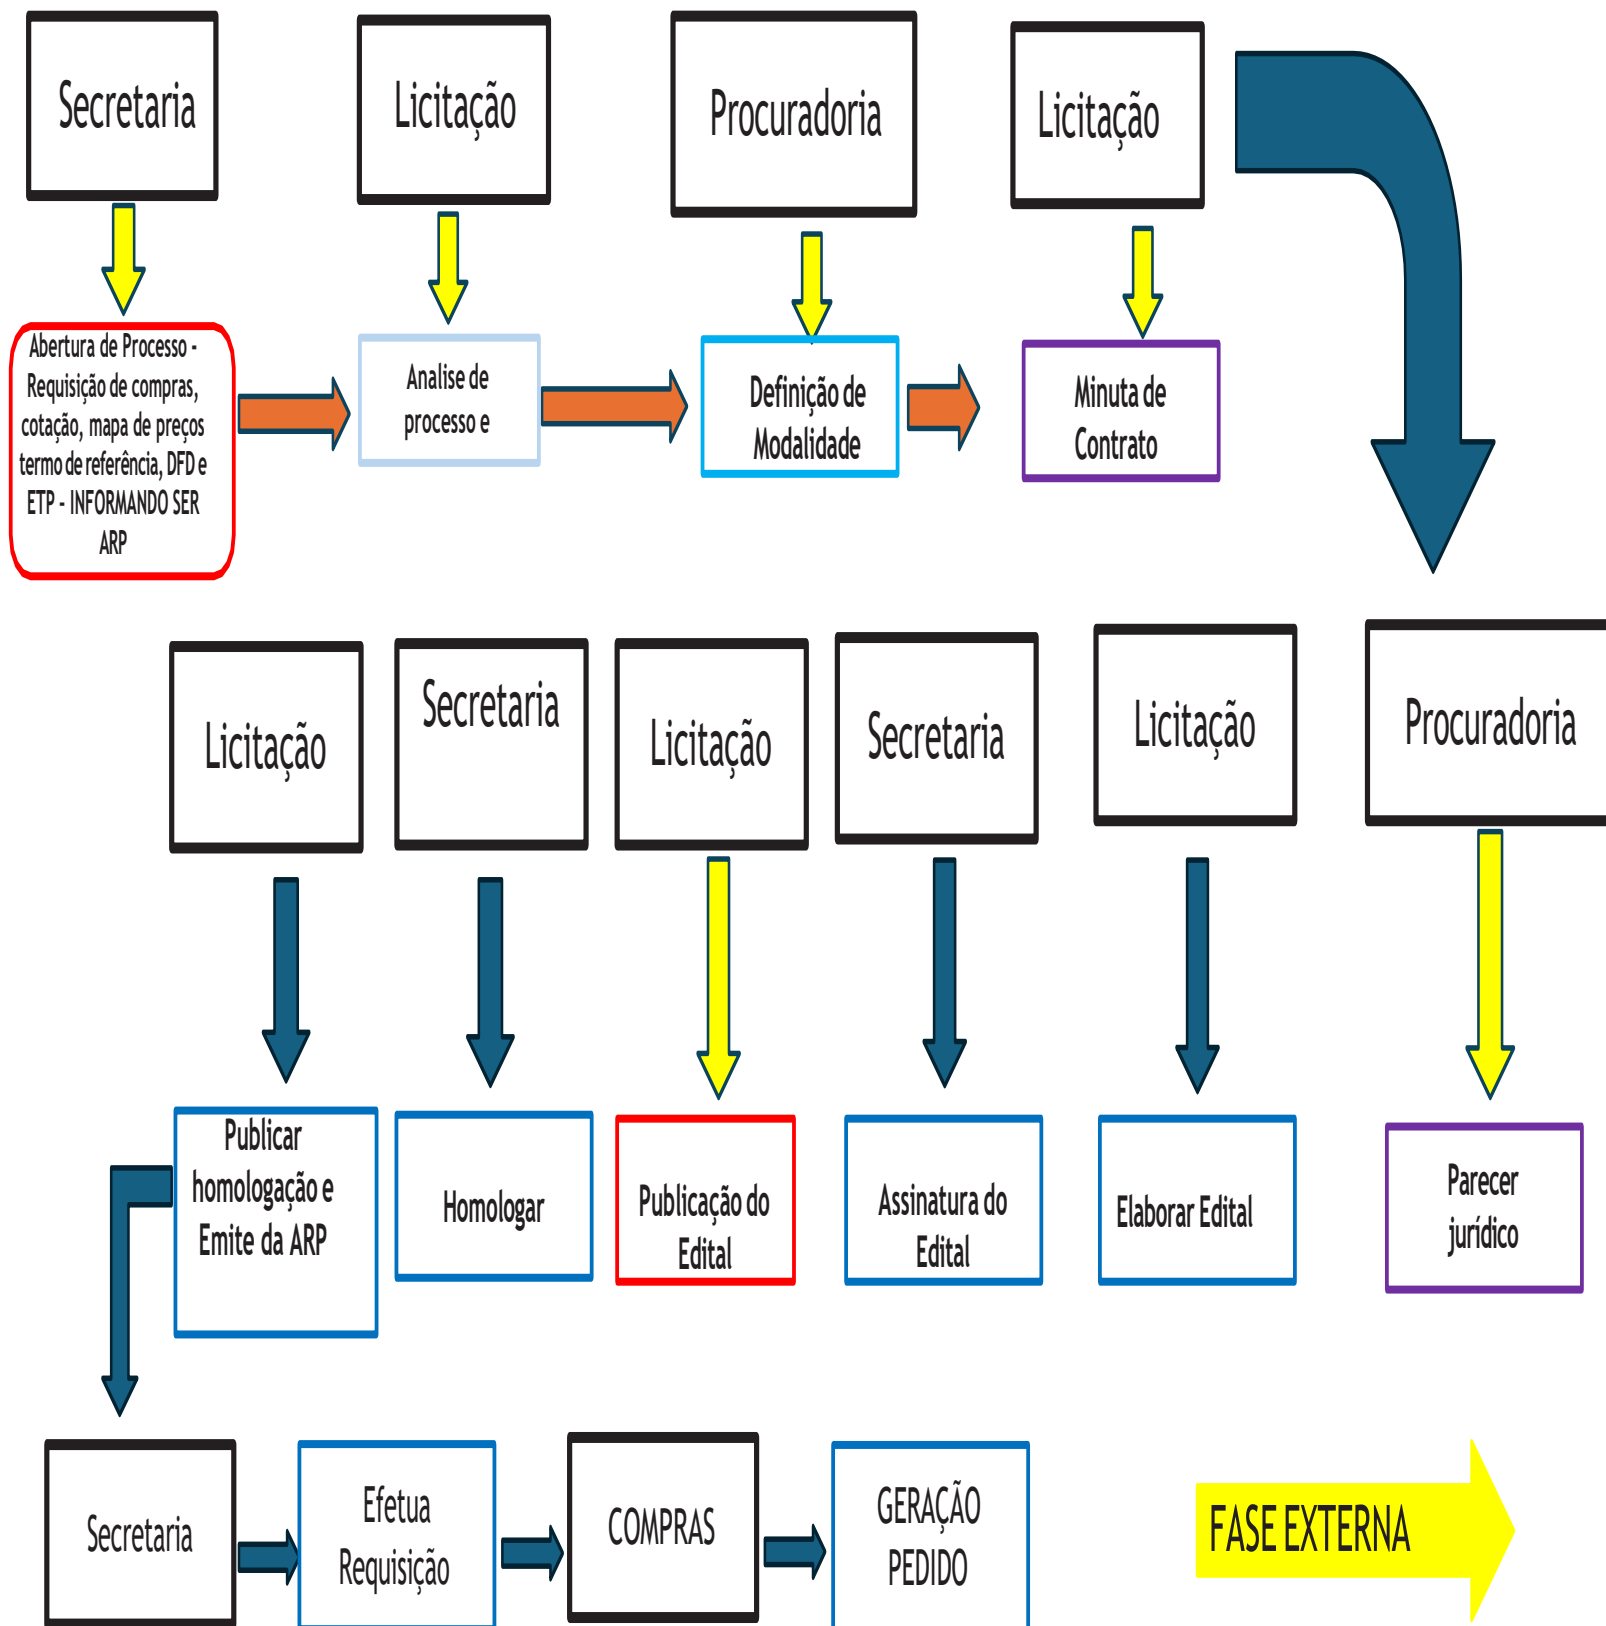 Secretaria
Licitação
Procuradoria
Licitação
Abertura de Processo -
Requisição de compras,
cotação, mapa de preços
termo de referência, DFD e
ETP - INFORMANDO SER
ARP
Analise de
processo e
Definição de
Modalidade
Minuta de
Contrato
Licitação
Secretaria
Licitação
Secretaria
Licitação
Procuradoria
Publicar
homologação e
Emite da ARP
Homologar
Publicação do
Edital
Assinatura do
Edital
Elaborar Edital
Parecer
jurídico
Secretaria
Efetua
Requisição
COMPRAS
GERAÇÃO
PEDIDO
FASE EXTERNA